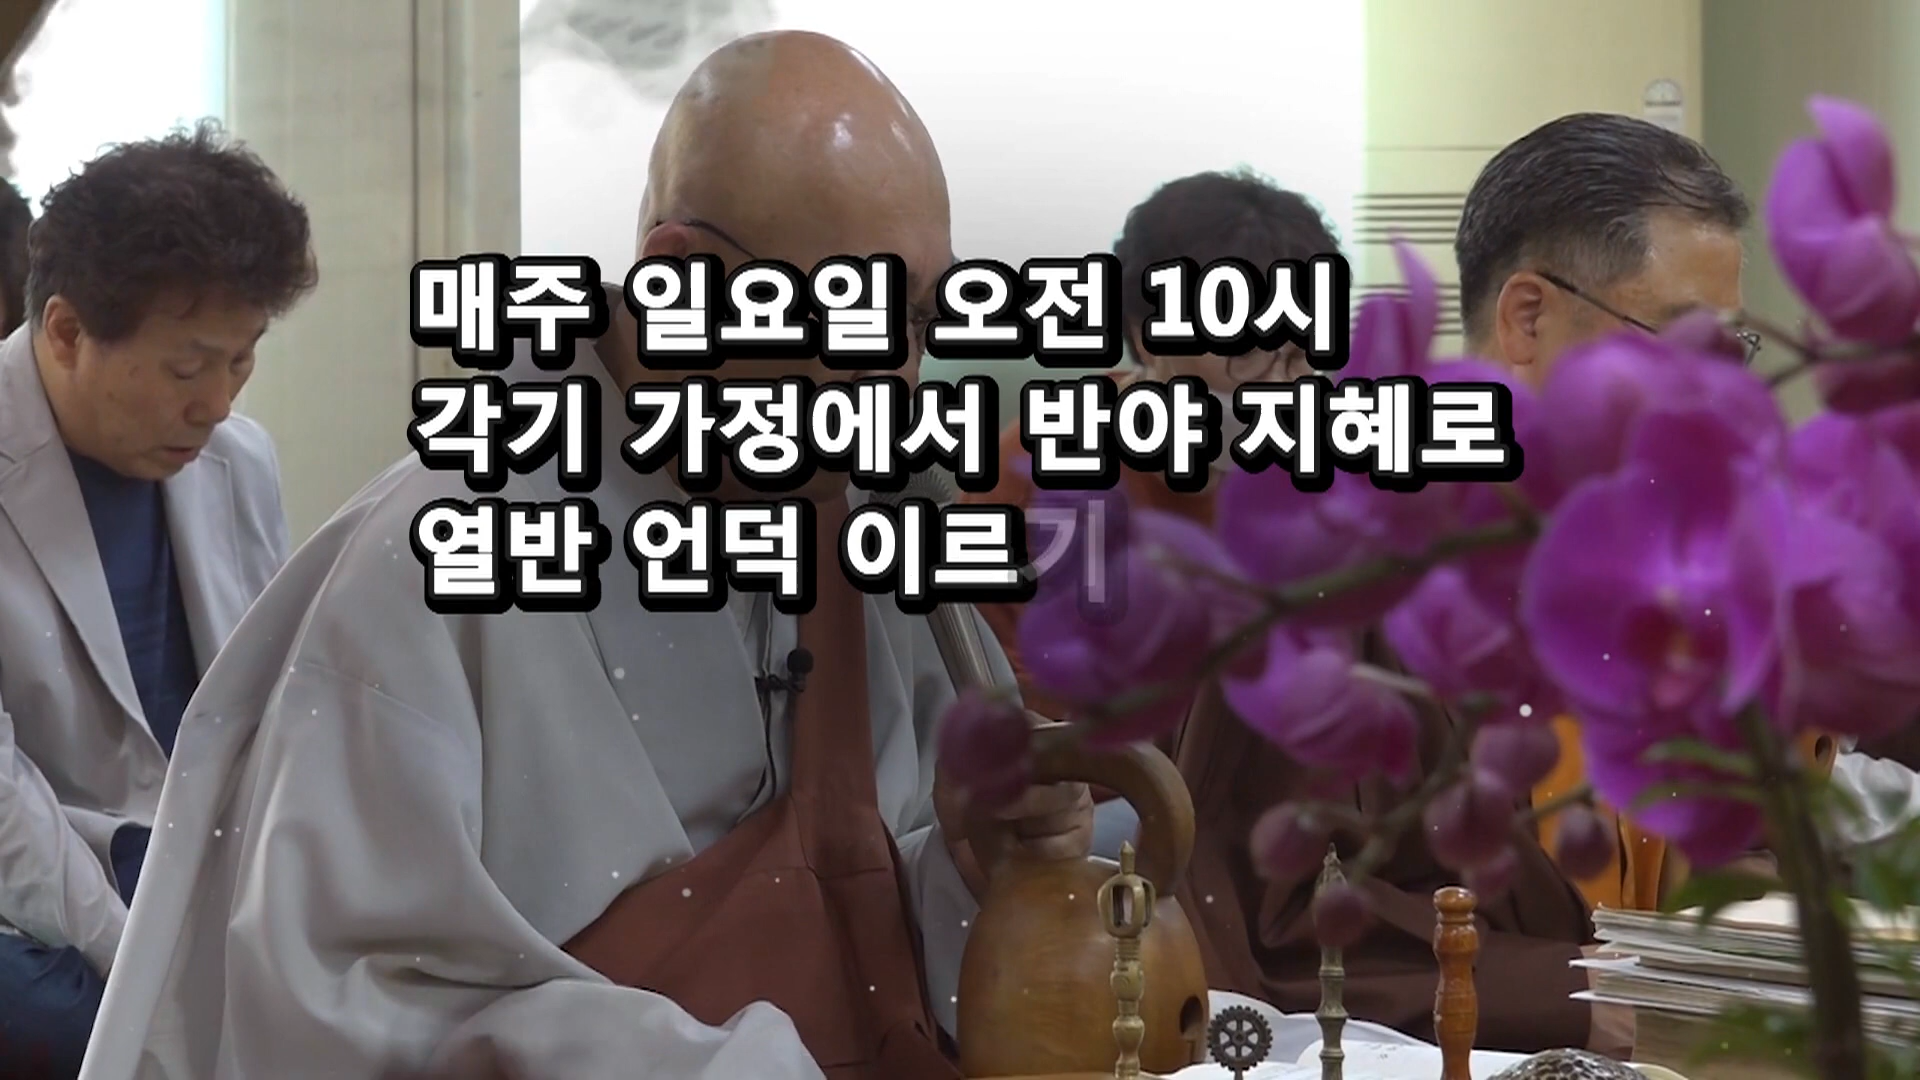 매주 일요일 오전 10시
각기 가정에서 반야 지혜로
열반 언덕 이르기